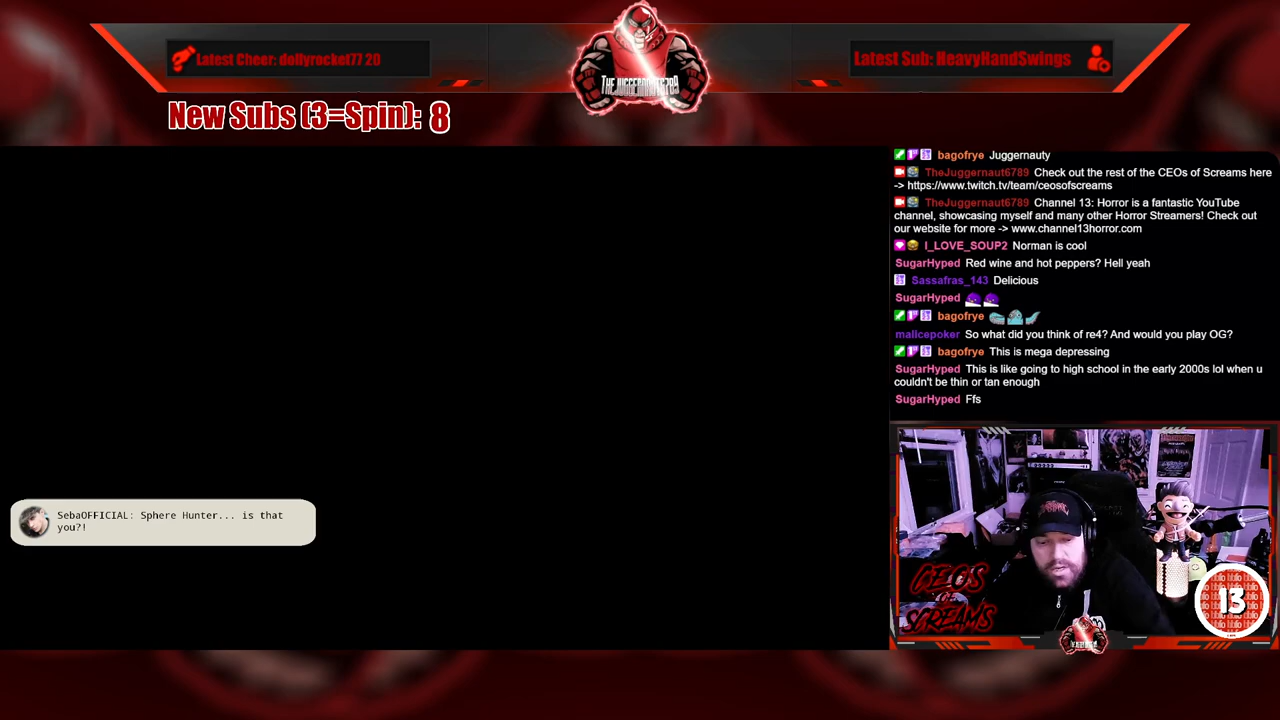 Latest Cheer: dollyrocket77 20
THEJUGGERNAUT6789
Latest Sub: HeavyHandSwings
New Subs (3=Spin): 8
bagofrye Juggernauty
TheJuggernaut6789 Check out the rest of the CEOs of Screams here
-> https://www.twitch.tv/team/ceosofscreams
TheJuggernaut6789 Channel 13: Horror is a fantastic YouTube
channel, showcasing myself and many other Horror Streamers! Check out
our website for more -> www.channel13horror.com
I_LOVE_SOUP2 Norman is cool
SugarHyped Red wine and hot peppers? Hell yeah
Sassafras_143 Delicious
SugarHyped
bagofrye
malicepoker So what did you think of re4? And would you play OG?
bagofrye This is mega depressing
SugarHyped This is like going to high school in the early 2000s lol when u
couldn't be thin or tan enough
SugarHyped Ffs
SebaOFFICIAL: Sphere Hunter... is that
you?!
CEOS
OF
SCREAMS
13